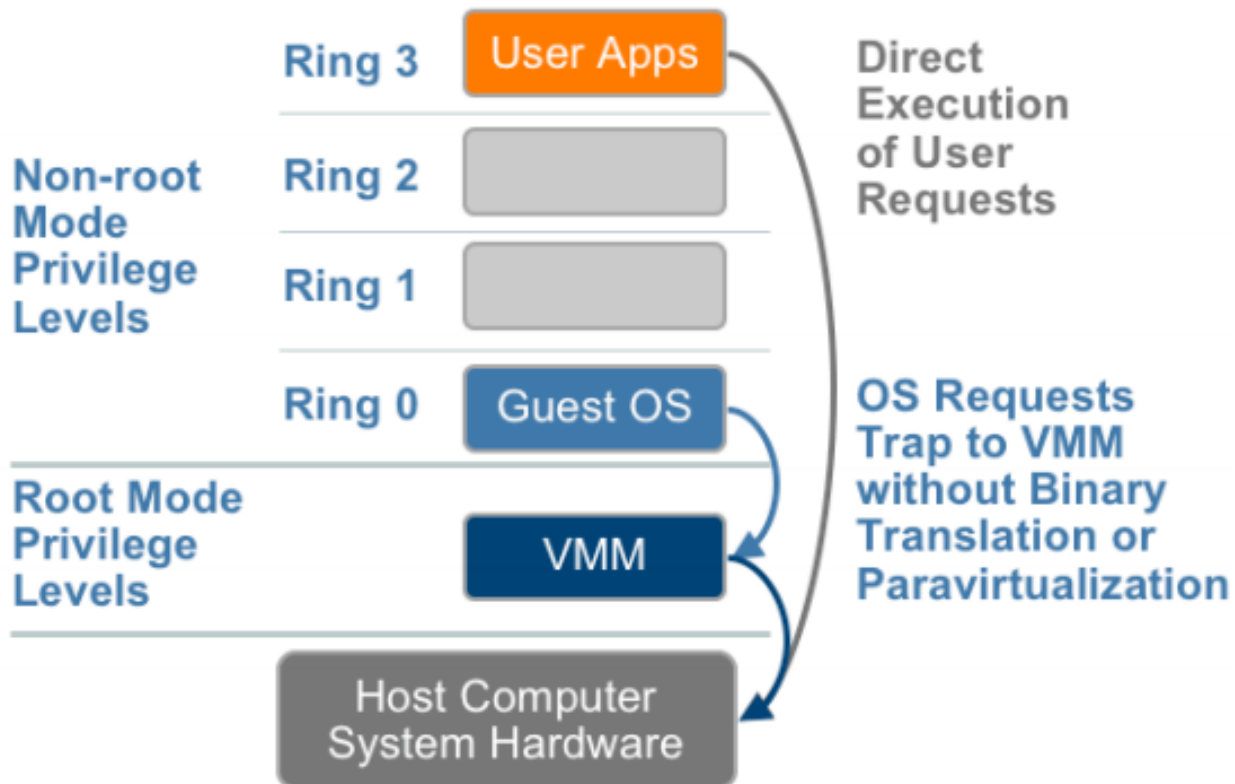 Ring 3
User Apps
Direct
Execution
of User
Requests
Non-root
Mode
Privilege
Levels
Ring 2
Ring 1
Ring 0
Guest OS
OS Requests
Trap to VMM
without Binary
Translation or
Paravirtualization
Root Mode
Privilege
Levels
VMM
Host Computer
System Hardware